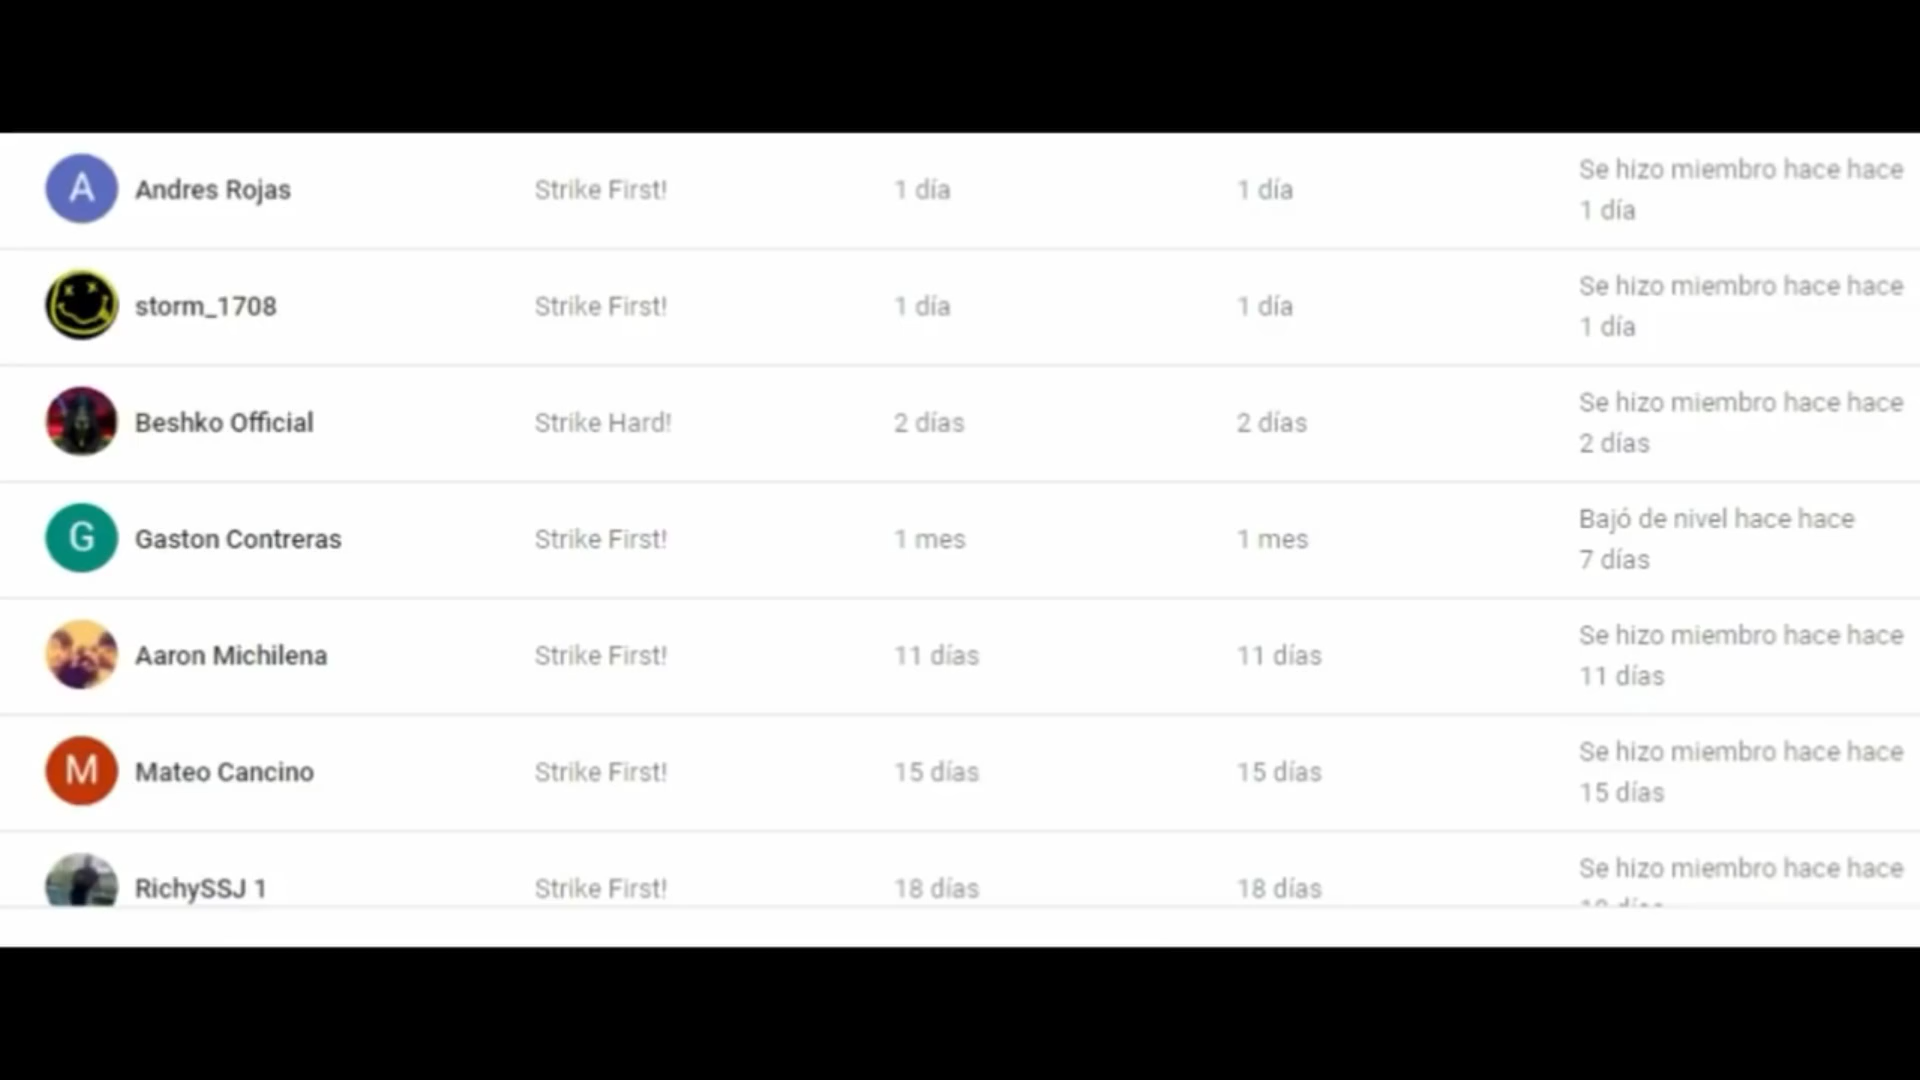 A Andres Rojas Strike First! 1 día 1 día Se hizo miembro hace hace
1 día
storm_1708 Strike First! 1 día 1 día Se hizo miembro hace hace
1 día
Beshko Official Strike Hard! 2 días 2 días Se hizo miembro hace hace
2 días
G Gaston Contreras Strike First! 1 mes 1 mes Bajó de nivel hace hace
7 días
Aaron Michilena Strike First! 11 días 11 días Se hizo miembro hace hace
11 días
M Mateo Cancino Strike First! 15 días 15 días Se hizo miembro hace hace
15 días
RichySSJ 1 Strike First! 18 días 18 días Se hizo miembro hace hace